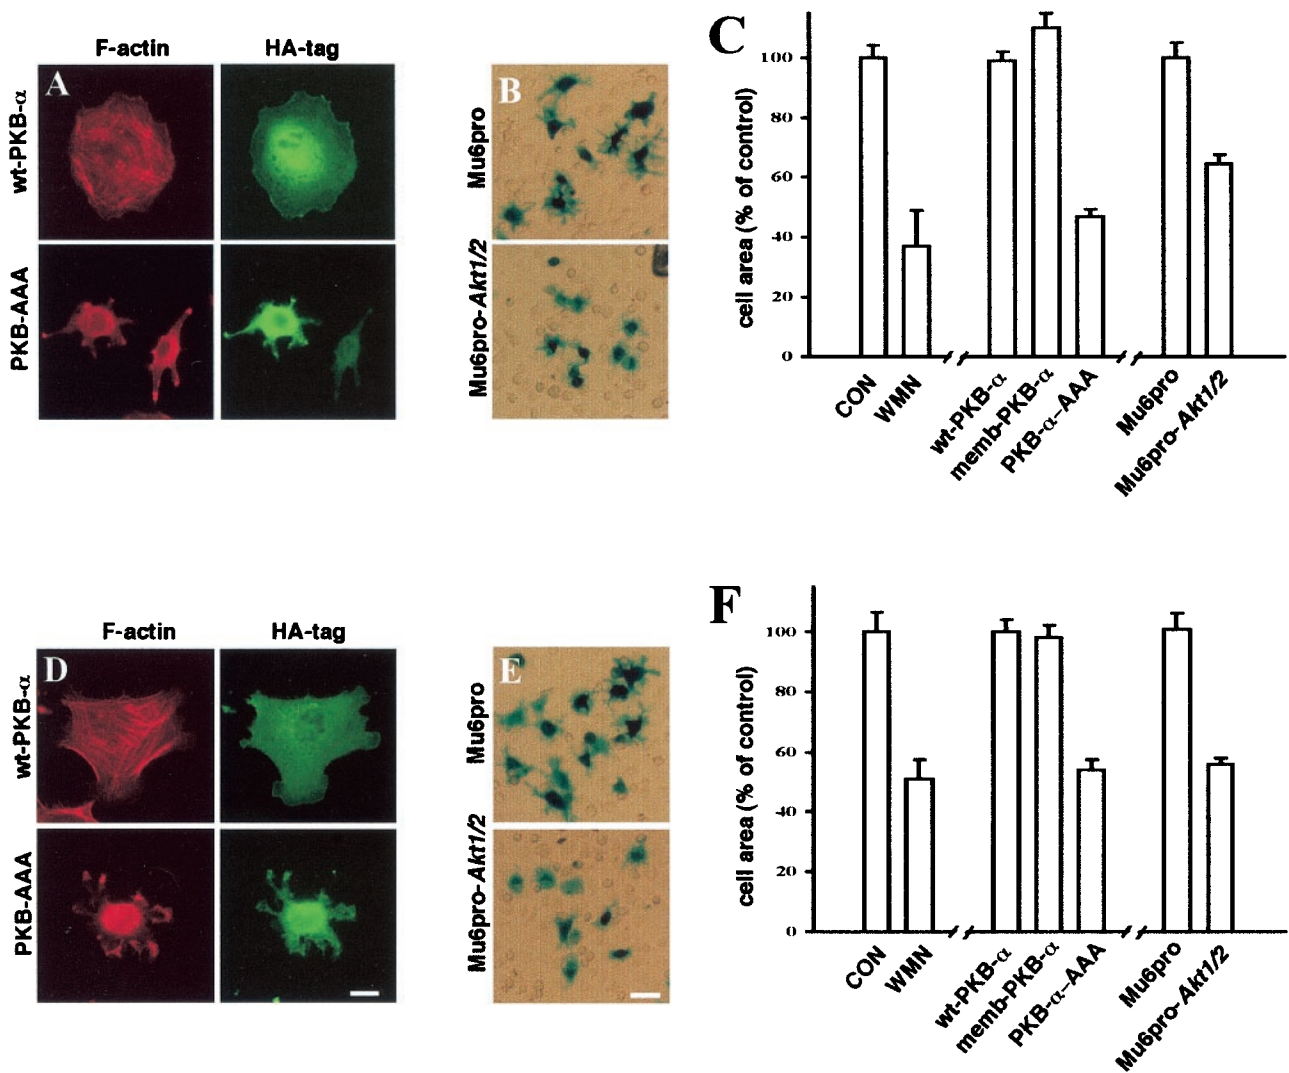 F-actin HA-tag
A
wt-PKB-α
PKB-AAA
B
Mu6pro
Mu6pro-Akt1/2
C
cell area (% of control)
100
80
60
40
20
0
CON
WMN
wt-PKB-α
memb-PKB-α
PKB-α–AAA
Mu6pro
Mu6pro-Akt1/2
F-actin HA-tag
D
wt-PKB-α
PKB-AAA
E
Mu6pro
Mu6pro-Akt1/2
F
cell area (% of control)
100
80
60
40
20
0
CON
WMN
wt-PKB-α
memb-PKB-α
PKB-α–AAA
Mu6pro
Mu6pro-Akt1/2